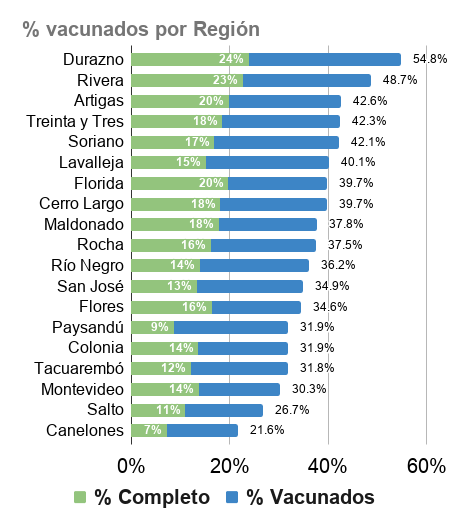 % vacunados por Región
Durazno 24% 54.8%
Rivera 23% 48.7%
Artigas 20% 42.6%
Treinta y Tres 18% 42.3%
Soriano 17% 42.1%
Lavalleja 15% 40.1%
Florida 20% 39.7%
Cerro Largo 18% 39.7%
Maldonado 18% 37.8%
Rocha 16% 37.5%
Río Negro 14% 36.2%
San José 13% 34.9%
Flores 16% 34.6%
Paysandú 9% 31.9%
Colonia 14% 31.9%
Tacuarembó 12% 31.8%
Montevideo 14% 30.3%
Salto 11% 26.7%
Canelones 7% 21.6%
0% 20% 40% 60%
% Completo % Vacunados